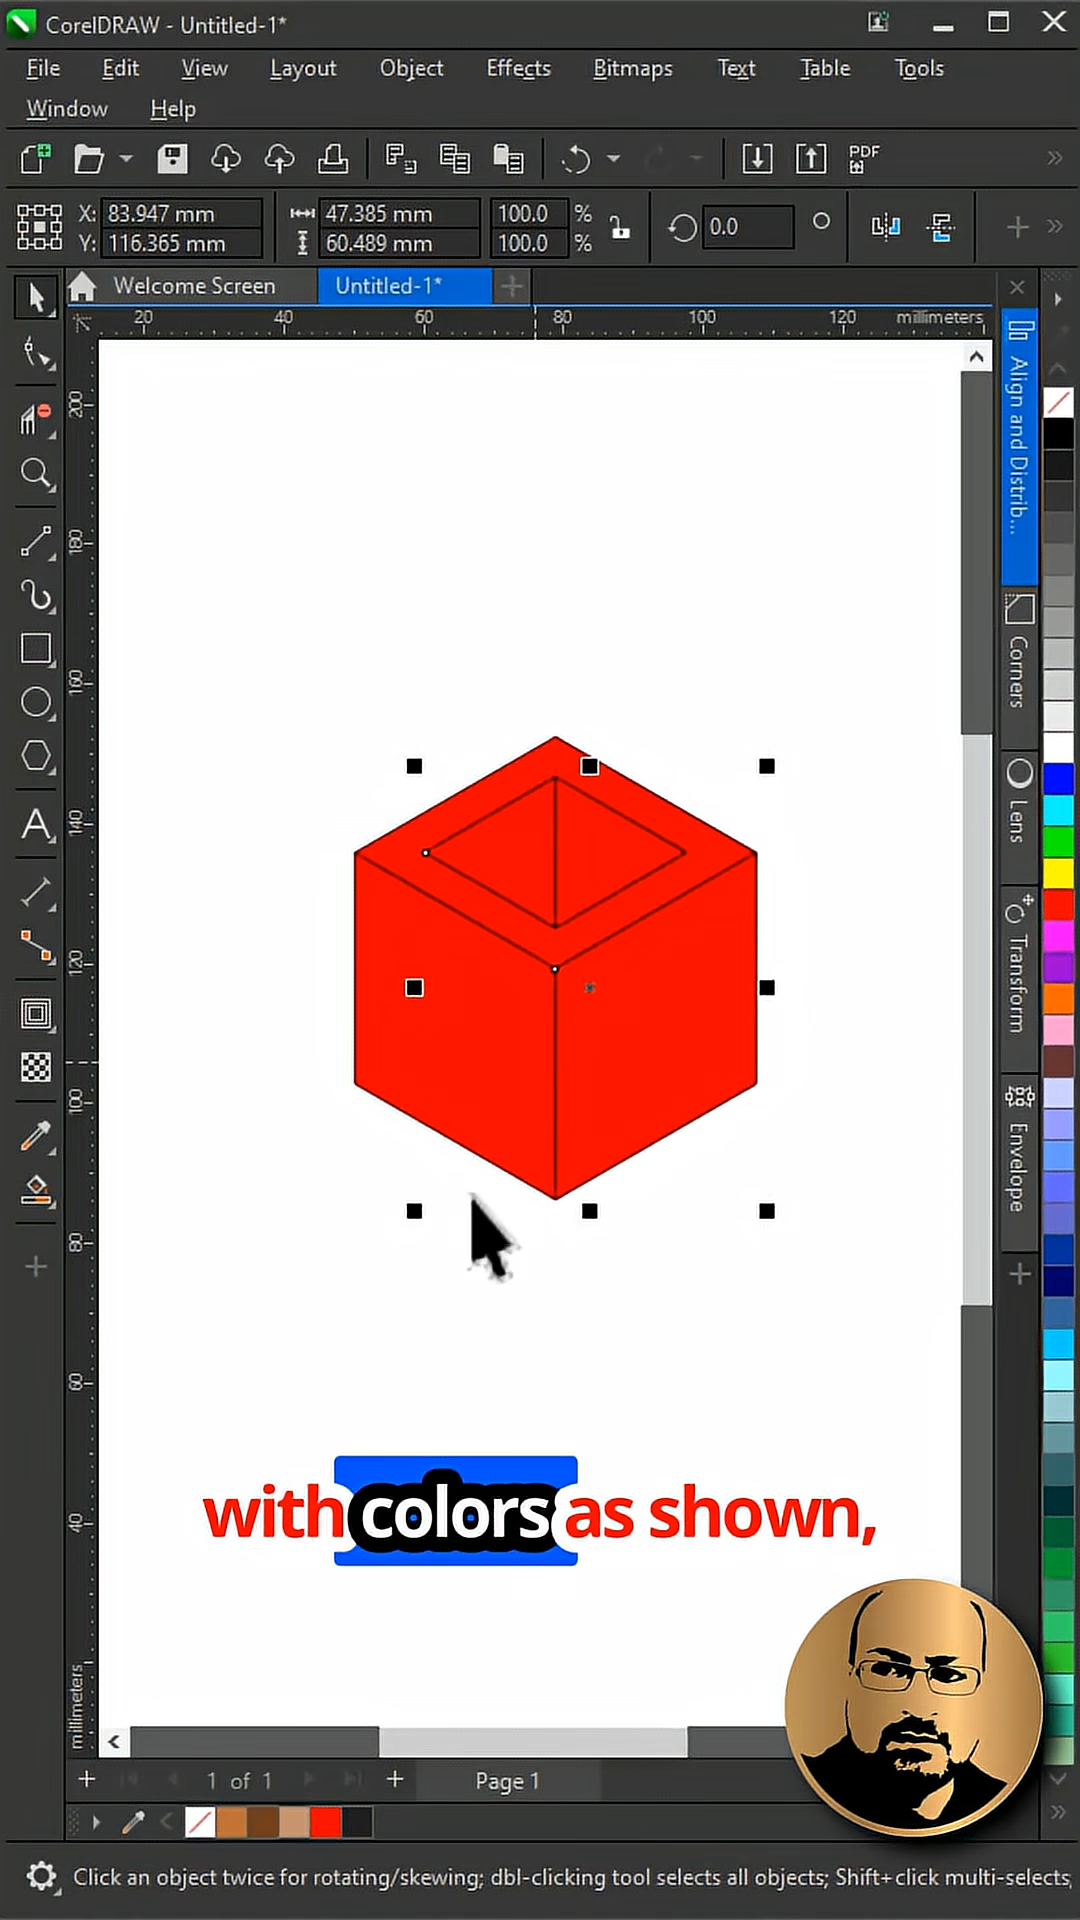 CorelDRAW - Untitled-1*
File Edit View Layout Object Effects Bitmaps Text Table Tools
Window Help
PDF
X: 83.947 mm 47.385 mm 100.0 % 0.0
Y: 116.365 mm 60.489 mm 100.0 %
Welcome Screen Untitled-1*
20 40 60 80 100 120 millimeters
200
180
160
140
120
100
80
60
40
millimeters
Align and Distrib...
Corners
Lens
Transform
Envelope
with colors as shown,
1 of 1 Page 1
Click an object twice for rotating/skewing; dbl-clicking tool selects all objects; Shift+click multi-selects